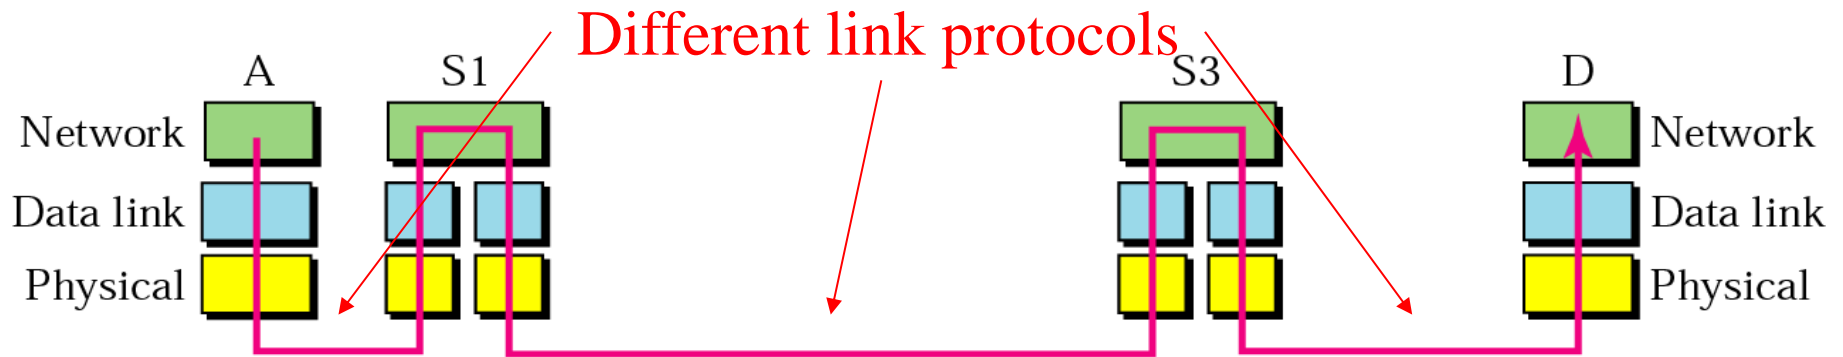 Different link protocols
A S1 S3 D
Network Network
Data link Data link
Physical Physical